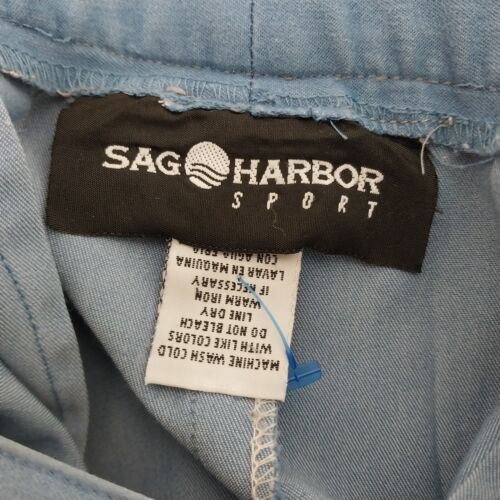 SAG HARBOR
SPORT
MACHINE WASH COLD
WITH LIKE COLORS
DO NOT BLEACH
LINE DRY
WARM IRON
IF NECESSARY
LAVAR EN MAQUINA
CON AGUA FRIA